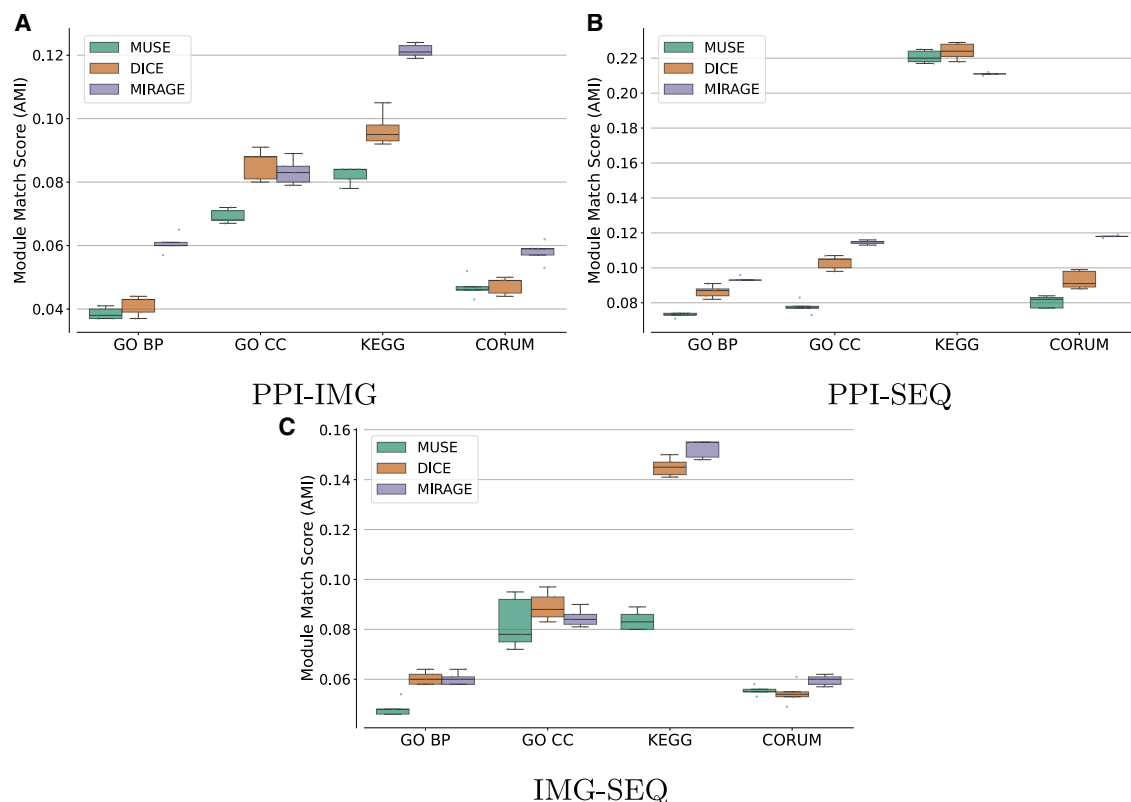 A
Module Match Score (AMI)
0.12
0.10
0.08
0.06
0.04
MUSE
DICE
MIRAGE
GO BP GO CC KEGG CORUM
PPI-IMG
B
Module Match Score (AMI)
0.22
0.20
0.18
0.16
0.14
0.12
0.10
0.08
MUSE
DICE
MIRAGE
GO BP GO CC KEGG CORUM
PPI-SEQ
C
Module Match Score (AMI)
0.16
0.14
0.12
0.10
0.08
0.06
MUSE
DICE
MIRAGE
GO BP GO CC KEGG CORUM
IMG-SEQ